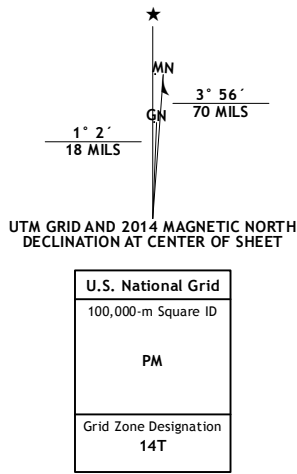 ★
MN
3° 56´
70 MILS
GN
1° 2´
18 MILS
UTM GRID AND 2014 MAGNETIC NORTH
DECLINATION AT CENTER OF SHEET
U.S. National Grid
100,000-m Square ID
PM
Grid Zone Designation
14T